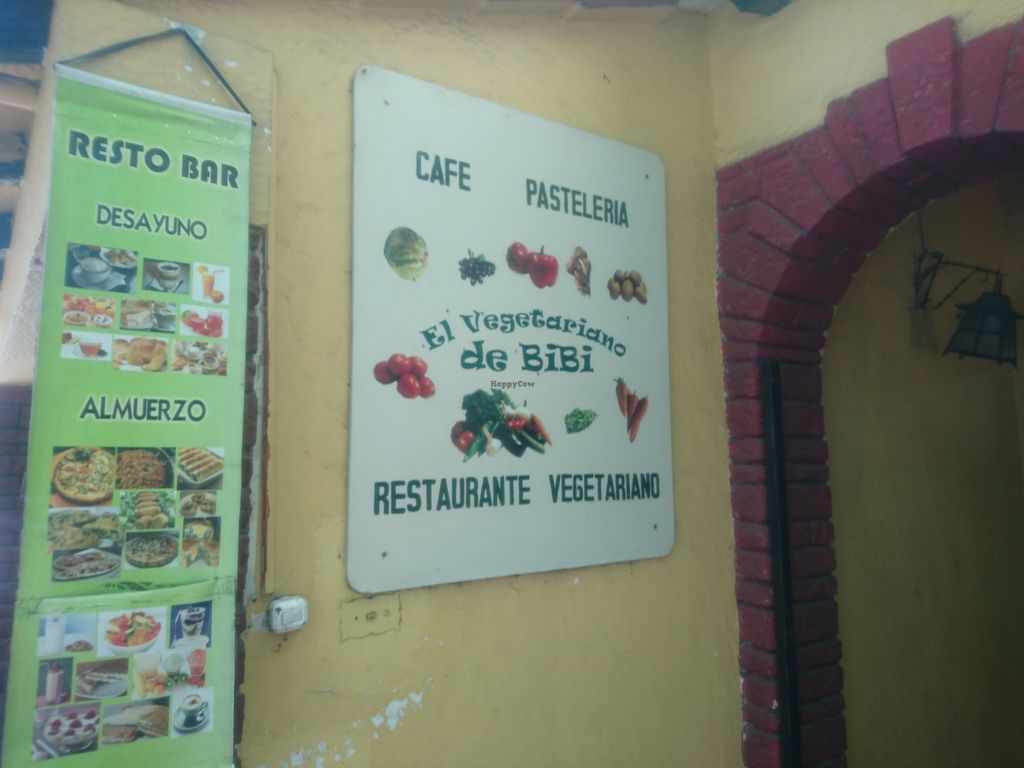 RESTO BAR
DESAYUNO
ALMUERZO
CAFE
PASTELERIA
El Vegetariano
de BiBi
HappyCow
RESTAURANTE VEGETARIANO